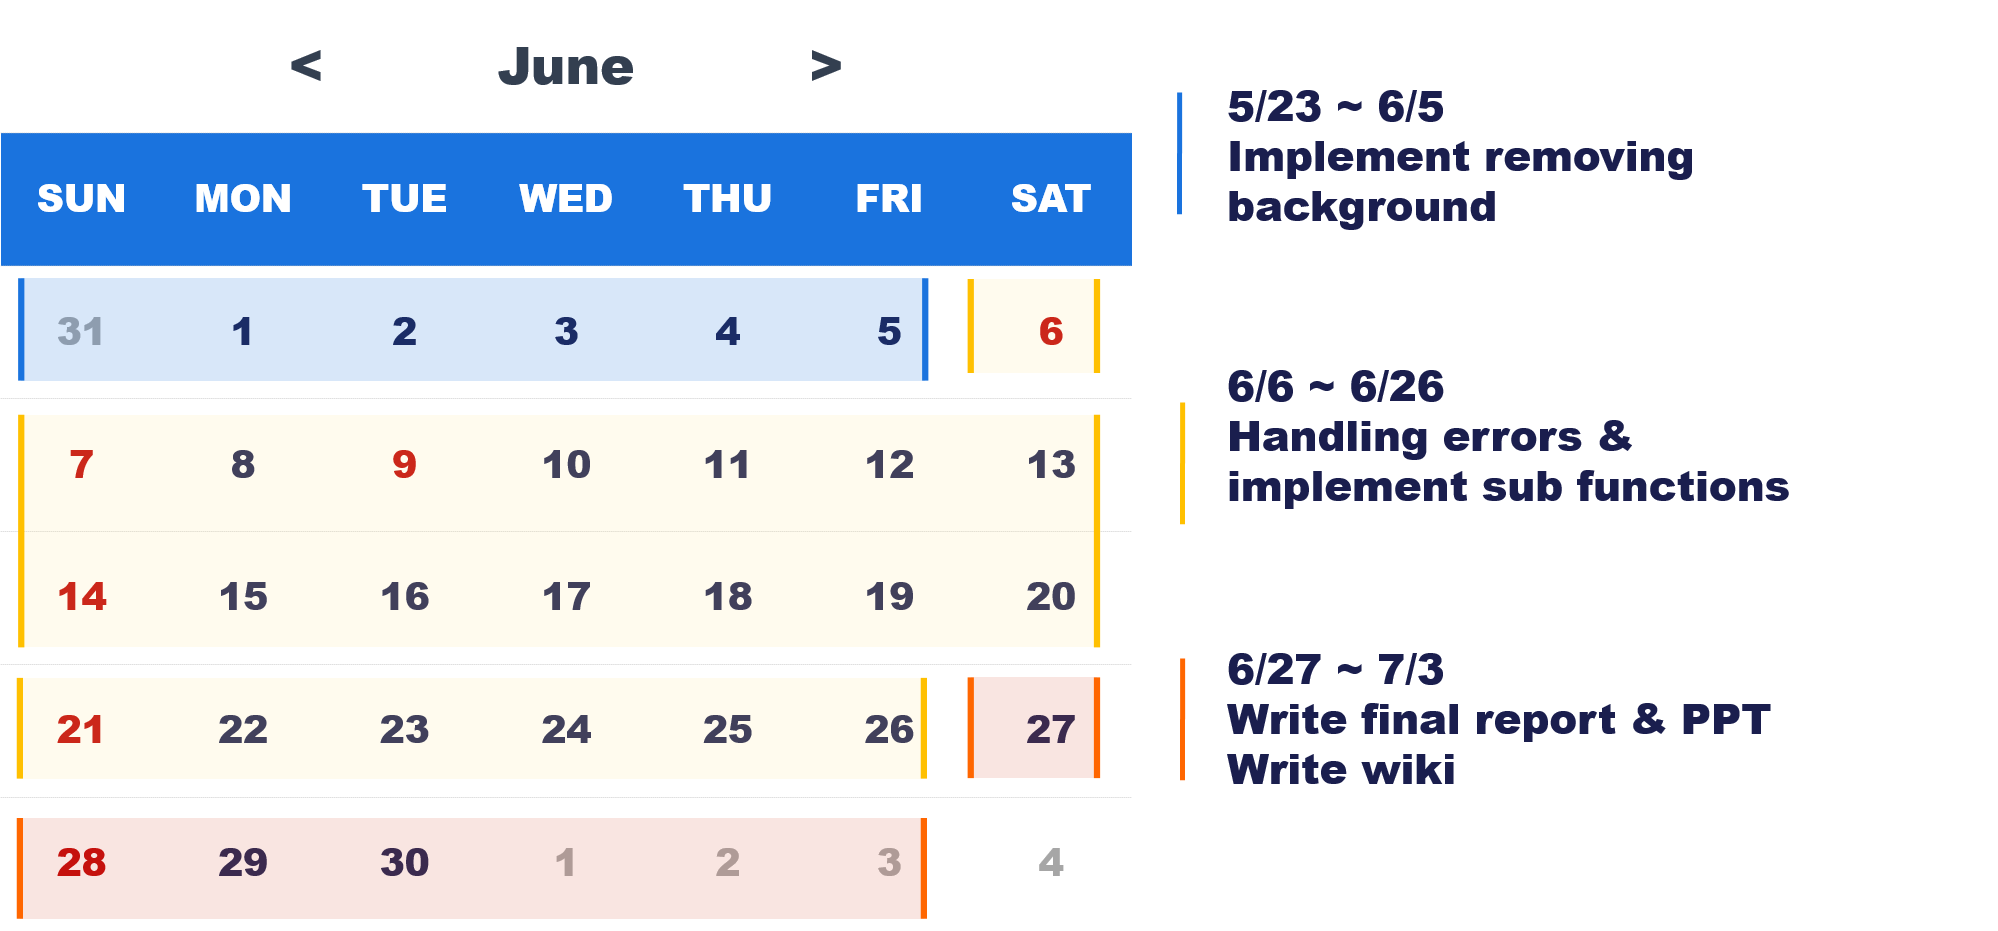 < June >
SUN MON TUE WED THU FRI SAT
31 1 2 3 4 5 6
7 8 9 10 11 12 13
14 15 16 17 18 19 20
21 22 23 24 25 26 27
28 29 30 1 2 3 4
5/23 ~ 6/5
Implement removing
background
6/6 ~ 6/26
Handling errors &
implement sub functions
6/27 ~ 7/3
Write final report & PPT
Write wiki